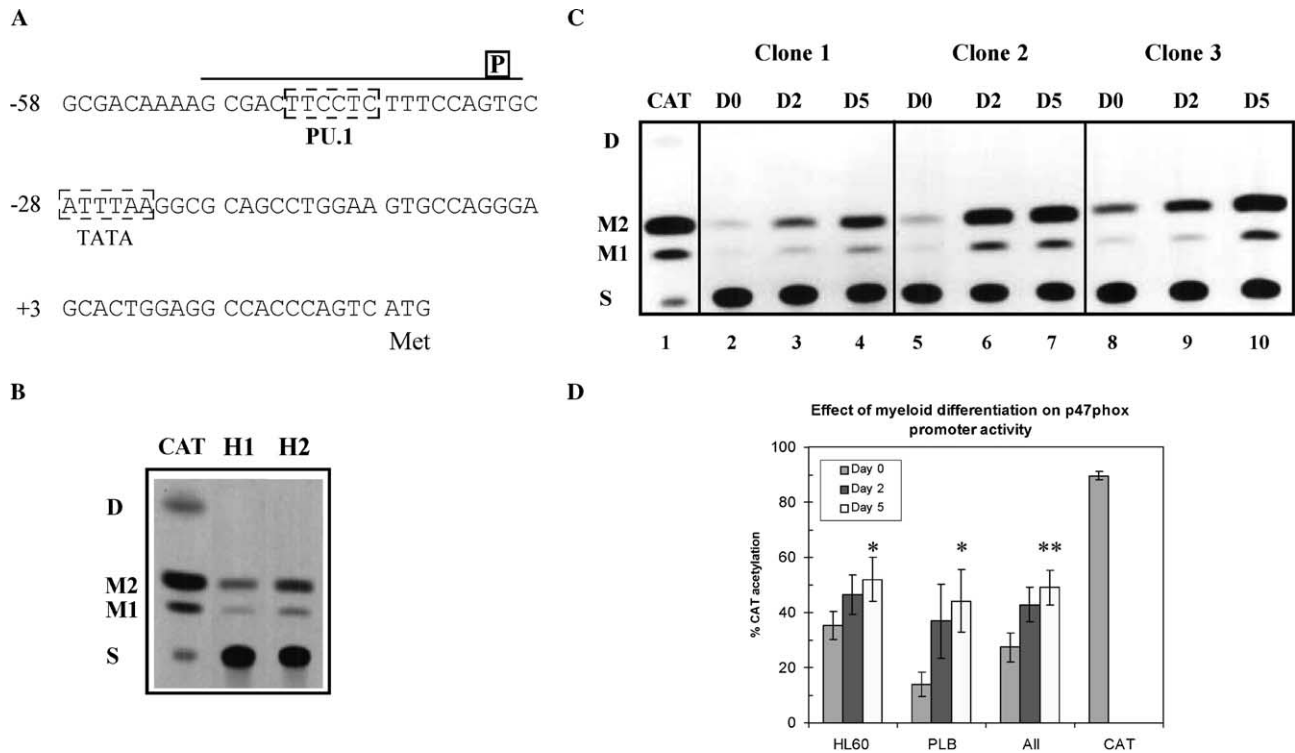 A
P
-58 GCGACAAAAG CGACTTCCTC TTTCCAGTGC
PU.1
-28 ATTTAAGGCG CAGCCTGGAA GTGCCAGGGA
TATA
+3 GCACTGGAGG CCACCCAGTC ATG
Met
B
CAT H1 H2
D
M2
M1
S
C
Clone 1 Clone 2 Clone 3
CAT D0 D2 D5 D0 D2 D5 D0 D2 D5
D
M2
M1
S
1 2 3 4 5 6 7 8 9 10
D
Effect of myeloid differentiation on p47phox
promoter activity
% CAT acetylation
100
80
60
40
20
0
Day 0
Day 2
Day 5
* * **
HL60 PLB All CAT